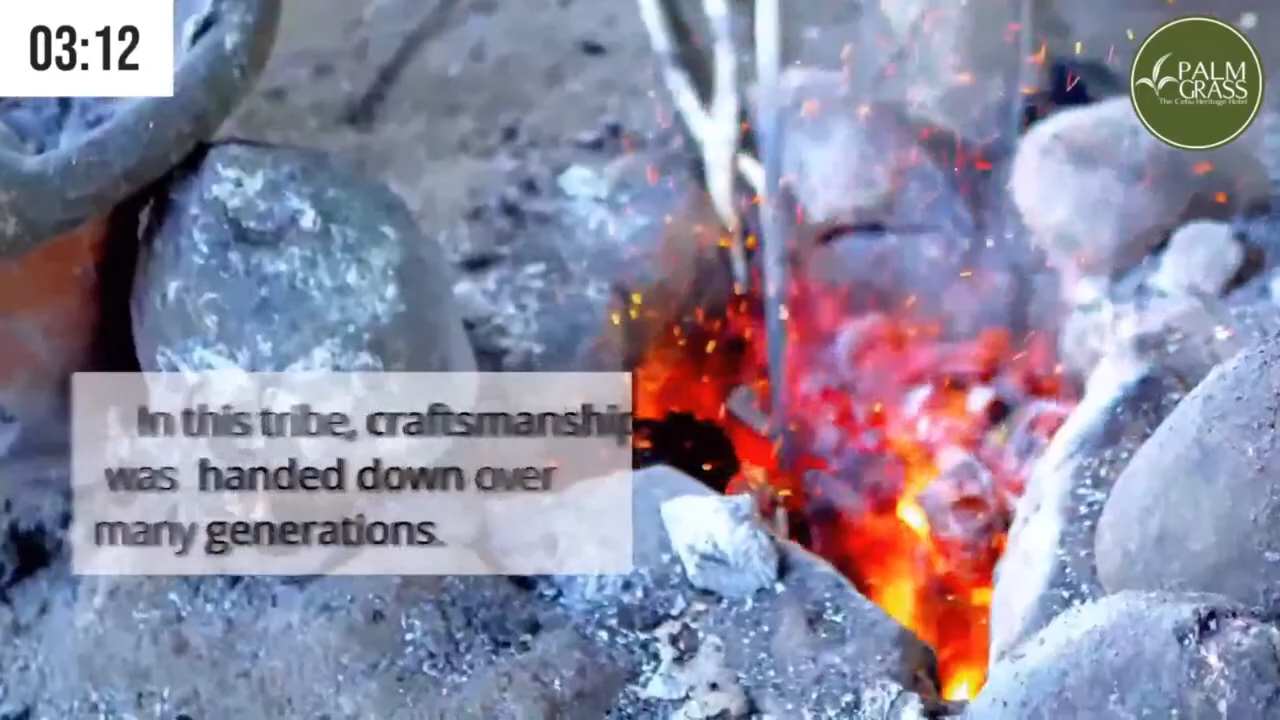 03:12
PALM
GRASS
The Cebu Heritage Hotel
In this tribe, craftsmanship
was handed down over
many generations.